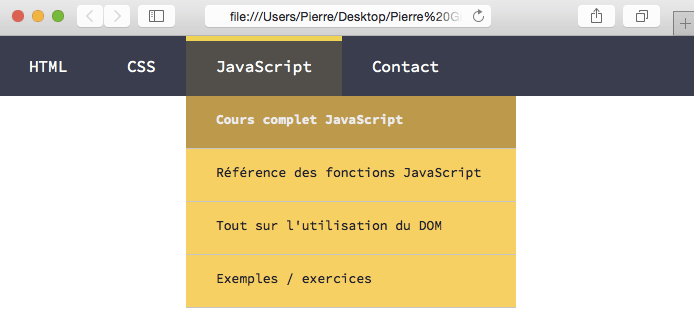 file:///Users/Pierre/Desktop/Pierre%20G
HTML CSS JavaScript Contact
Cours complet JavaScript
Référence des fonctions JavaScript
Tout sur l'utilisation du DOM
Exemples / exercices